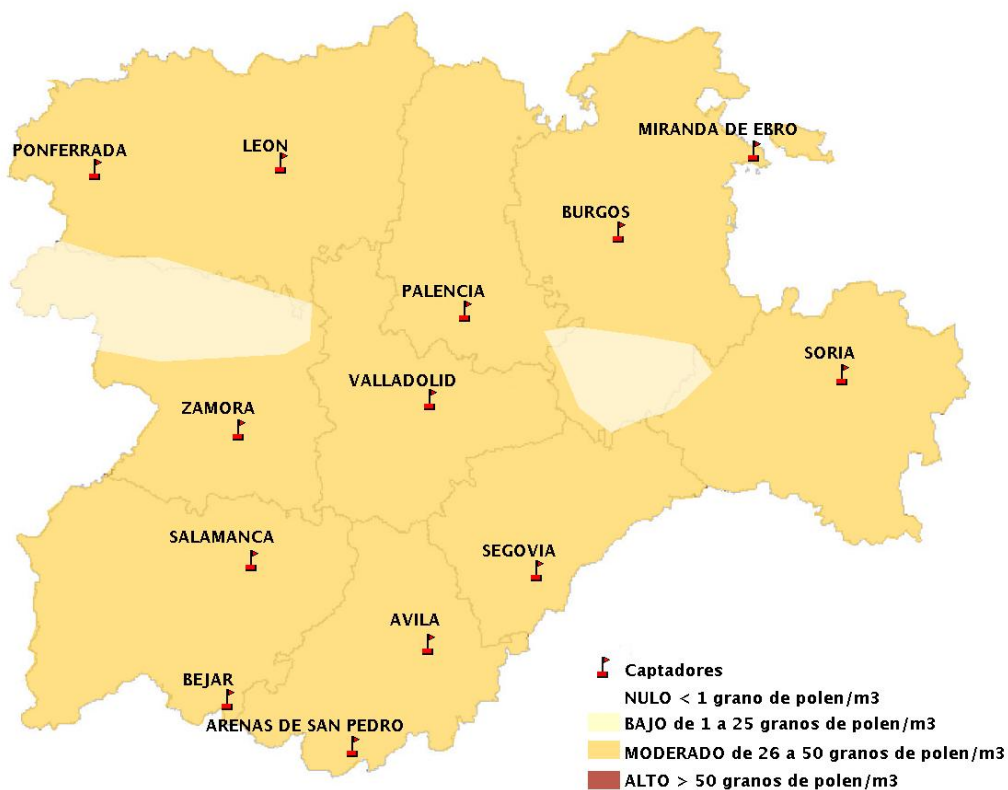 MIRANDA DE EBRO
PONFERRADA
LEON
BURGOS
PALENCIA
SORIA
VALLADOLID
ZAMORA
SALAMANCA
SEGOVIA
AVILA
BEJAR
ARENAS DE SAN PEDRO
Captadores
NULO < 1 grano de polen/m3
BAJO de 1 a 25 granos de polen/m3
MODERADO de 26 a 50 granos de polen/m3
ALTO > 50 granos de polen/m3